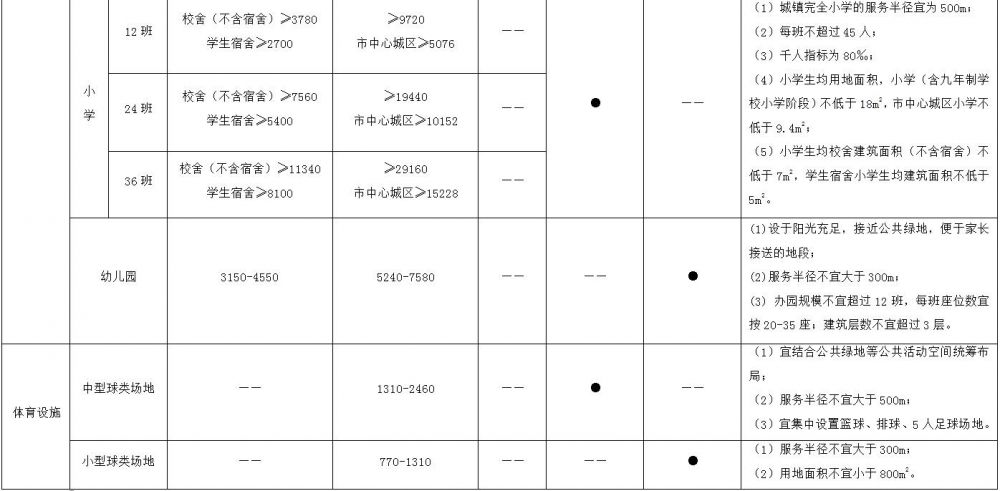 小
学
12 班
校舍（不含宿舍）≥3780
学生宿舍≥2700
≥9720
市中心城区≥5076
——
24 班
校舍（不含宿舍）≥7560
学生宿舍≥5400
≥19440
市中心城区≥10152
——
36 班
校舍（不含宿舍）≥11340
学生宿舍≥8100
≥29160
市中心城区≥15228
——
●
——
（1）城镇完全小学的服务半径宜为 500m；
（2）每班不超过 45 人；
（3）千人指标为 80‰；
（4）小学生均用地面积，小学（含九年制学
校小学阶段）不低于 18m²，市中心城区小学不
低于 9.4m²；
（5）小学生均校舍建筑面积（不含宿舍）不
低于 7m²，学生宿舍小学生均建筑面积不低于
5m²。
幼儿园
3150-4550
5240-7580
——
——
●
(1)设于阳光充足，接近公共绿地，便于家长
接送的地段；
(2)服务半径不宜大于 300m；
(3) 办园规模不宜超过 12 班，每班座位数宜
按 20-35 座；建筑层数不宜超过 3 层。
体育设施
中型球类场地
——
1310-2460
——
●
——
（1）宜结合公共绿地等公共活动空间统筹布
局；
（2）服务半径不宜大于 500m；
（3）宜集中设置篮球、排球、5 人足球场地。
小型球类场地
——
770-1310
——
——
●
（1）服务半径不宜大于 300m；
（2）用地面积不宜小于 800m²。